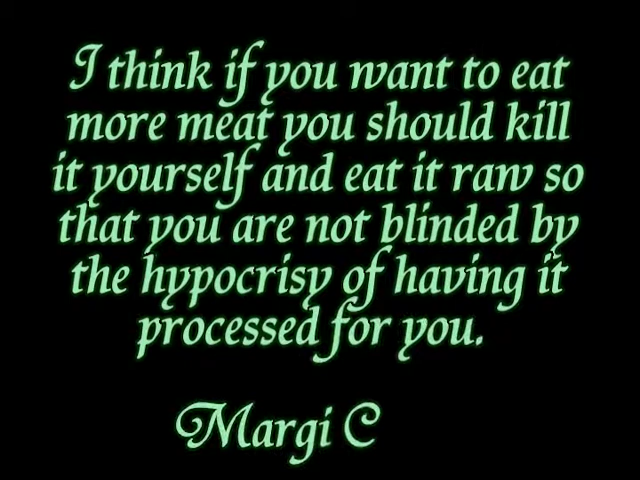 I think if you want to eat
more meat you should kill
it yourself and eat it raw so
that you are not blinded by
the hypocrisy of having it
processed for you.
Margi C